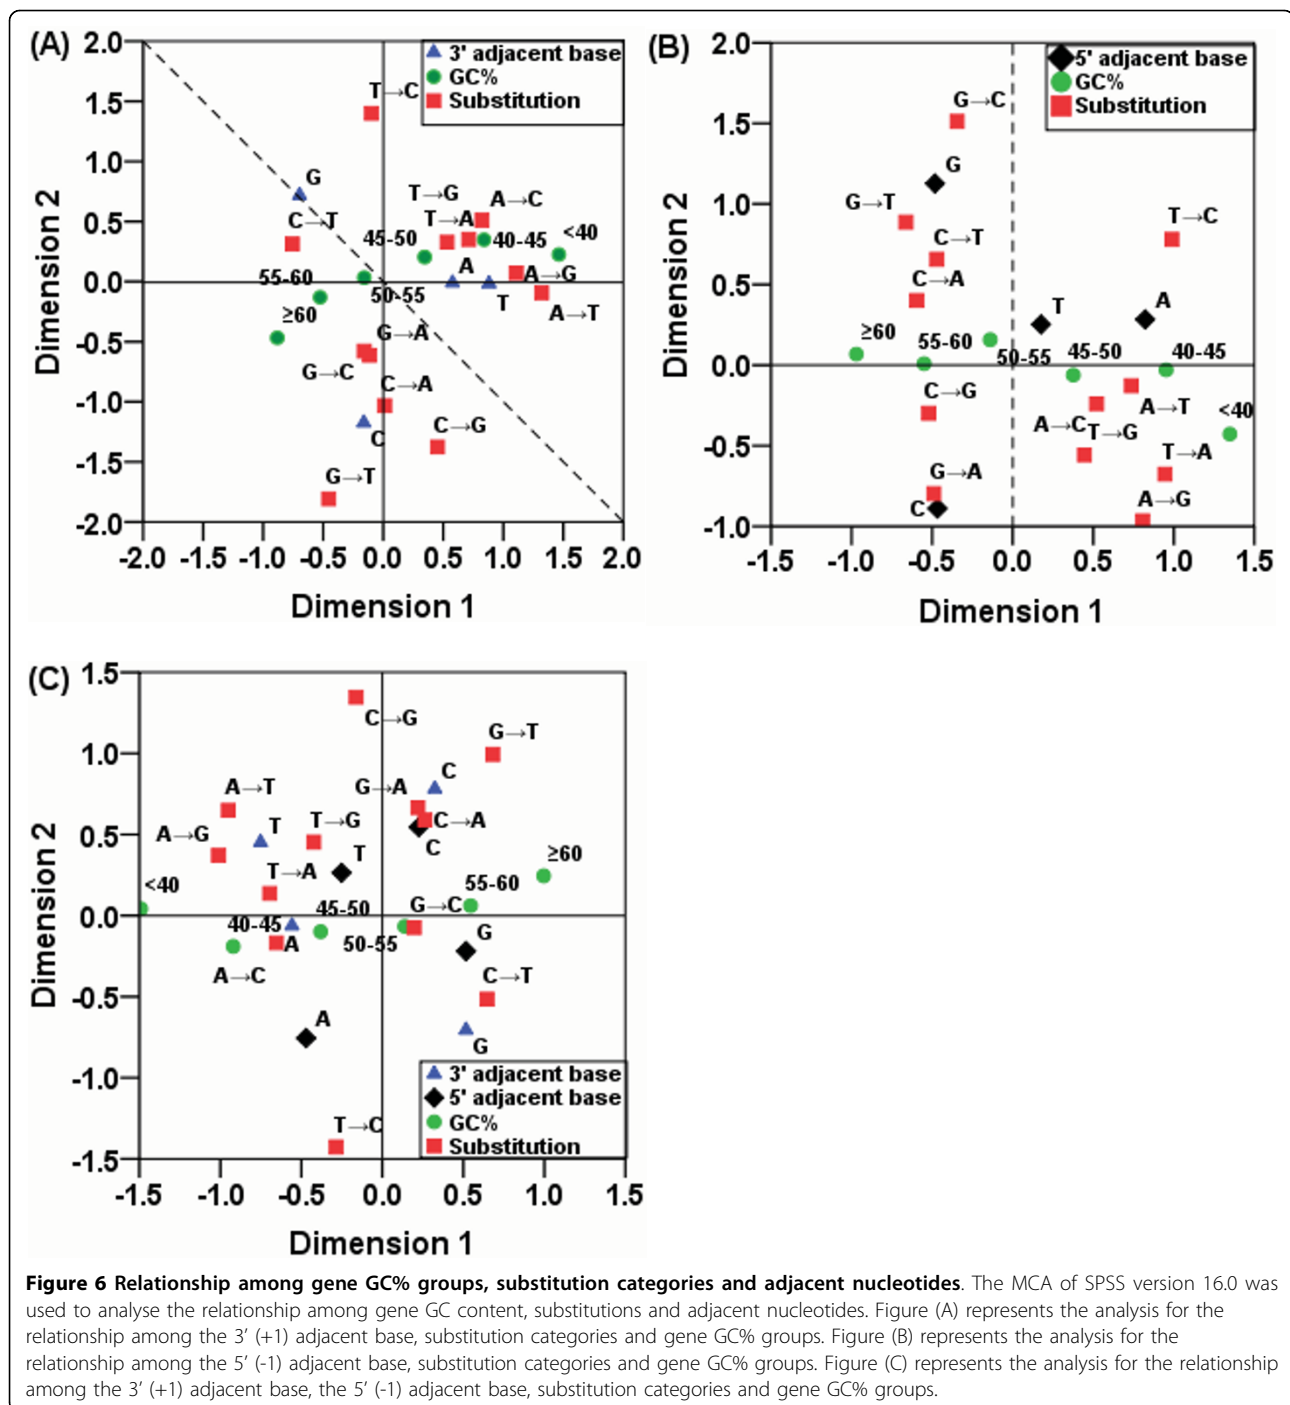 (A)
2.0
1.5
1.0
0.5
0.0
-0.5
-1.0
-1.5
-2.0
Dimension 2
3' adjacent base
GC%
Substitution
T→C
G
C→T
T→G
A→C
T→A
45-50
40-45
<40
55-60
A
A→G
50-55
T
A→T
≥60
G→A
G→C
C→A
C
C→G
G→T
-2.0 -1.5 -1.0 -0.5 0.0 0.5 1.0 1.5 2.0
Dimension 1
(B)
2.0
1.5
1.0
0.5
0.0
-0.5
-1.0
Dimension 2
5' adjacent base
GC%
Substitution
G→C
G
G→T
T→C
C→T
C→A
T
A
≥60
55-60
50-55
45-50
40-45
C→G
A→T
<40
A→C
T→G
T→A
G→A
A→G
C
-1.5 -1.0 -0.5 0.0 0.5 1.0 1.5
Dimension 1
(C)
1.5
1.0
0.5
0.0
-0.5
-1.0
-1.5
Dimension 2
C→G
G→T
C
A→T
G→A
T
A→G
T→G
C→A
T
C
T→A
≥60
<40
55-60
45-50
G→C
40-45
A
50-55
G
A→C
C→T
A
G
T→C
3' adjacent base
5' adjacent base
GC%
Substitution
-1.5 -1.0 -0.5 0.0 0.5 1.0 1.5
Dimension 1
Figure 6 Relationship among gene GC% groups, substitution categories and adjacent nucleotides. The MCA of SPSS version 16.0 was
used to analyse the relationship among gene GC content, substitutions and adjacent nucleotides. Figure (A) represents the analysis for the
relationship among the 3’ (+1) adjacent base, substitution categories and gene GC% groups. Figure (B) represents the analysis for the
relationship among the 5’ (-1) adjacent base, substitution categories and gene GC% groups. Figure (C) represents the analysis for the relationship
among the 3’ (+1) adjacent base, the 5’ (-1) adjacent base, substitution categories and gene GC% groups.